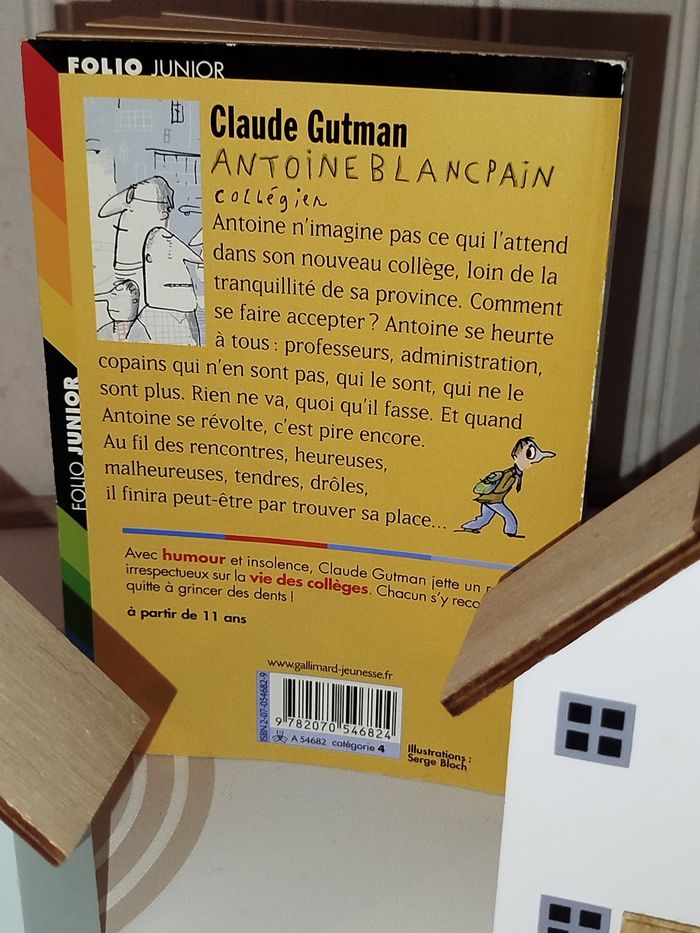 FOLIO JUNIOR
Claude Gutman
ANTOINE BLANCPAIN
collégien
Antoine n'imagine pas ce qui l'attend
dans son nouveau collège, loin de la
tranquillité de sa province. Comment
se faire accepter ? Antoine se heurte
à tous : professeurs, administration,
copains qui n'en sont pas, qui le sont, qui ne le
sont plus. Rien ne va, quoi qu'il fasse. Et quand
Antoine se révolte, c'est pire encore.
Au fil des rencontres, heureuses,
malheureuses, tendres, drôles,
il finira peut-être par trouver sa place...
FOLIO JUNIOR
Avec humour et insolence, Claude Gutman jette un
irrespectueux sur la vie des collèges. Chacun s'y
quitte à grincer des dents !
à partir de 11 ans
www.gallimard-jeunesse.fr
ISBN 2-07-054682-9
9 782070 546824
A 54682 catégorie 4
Illustrations :
Serge Bloch